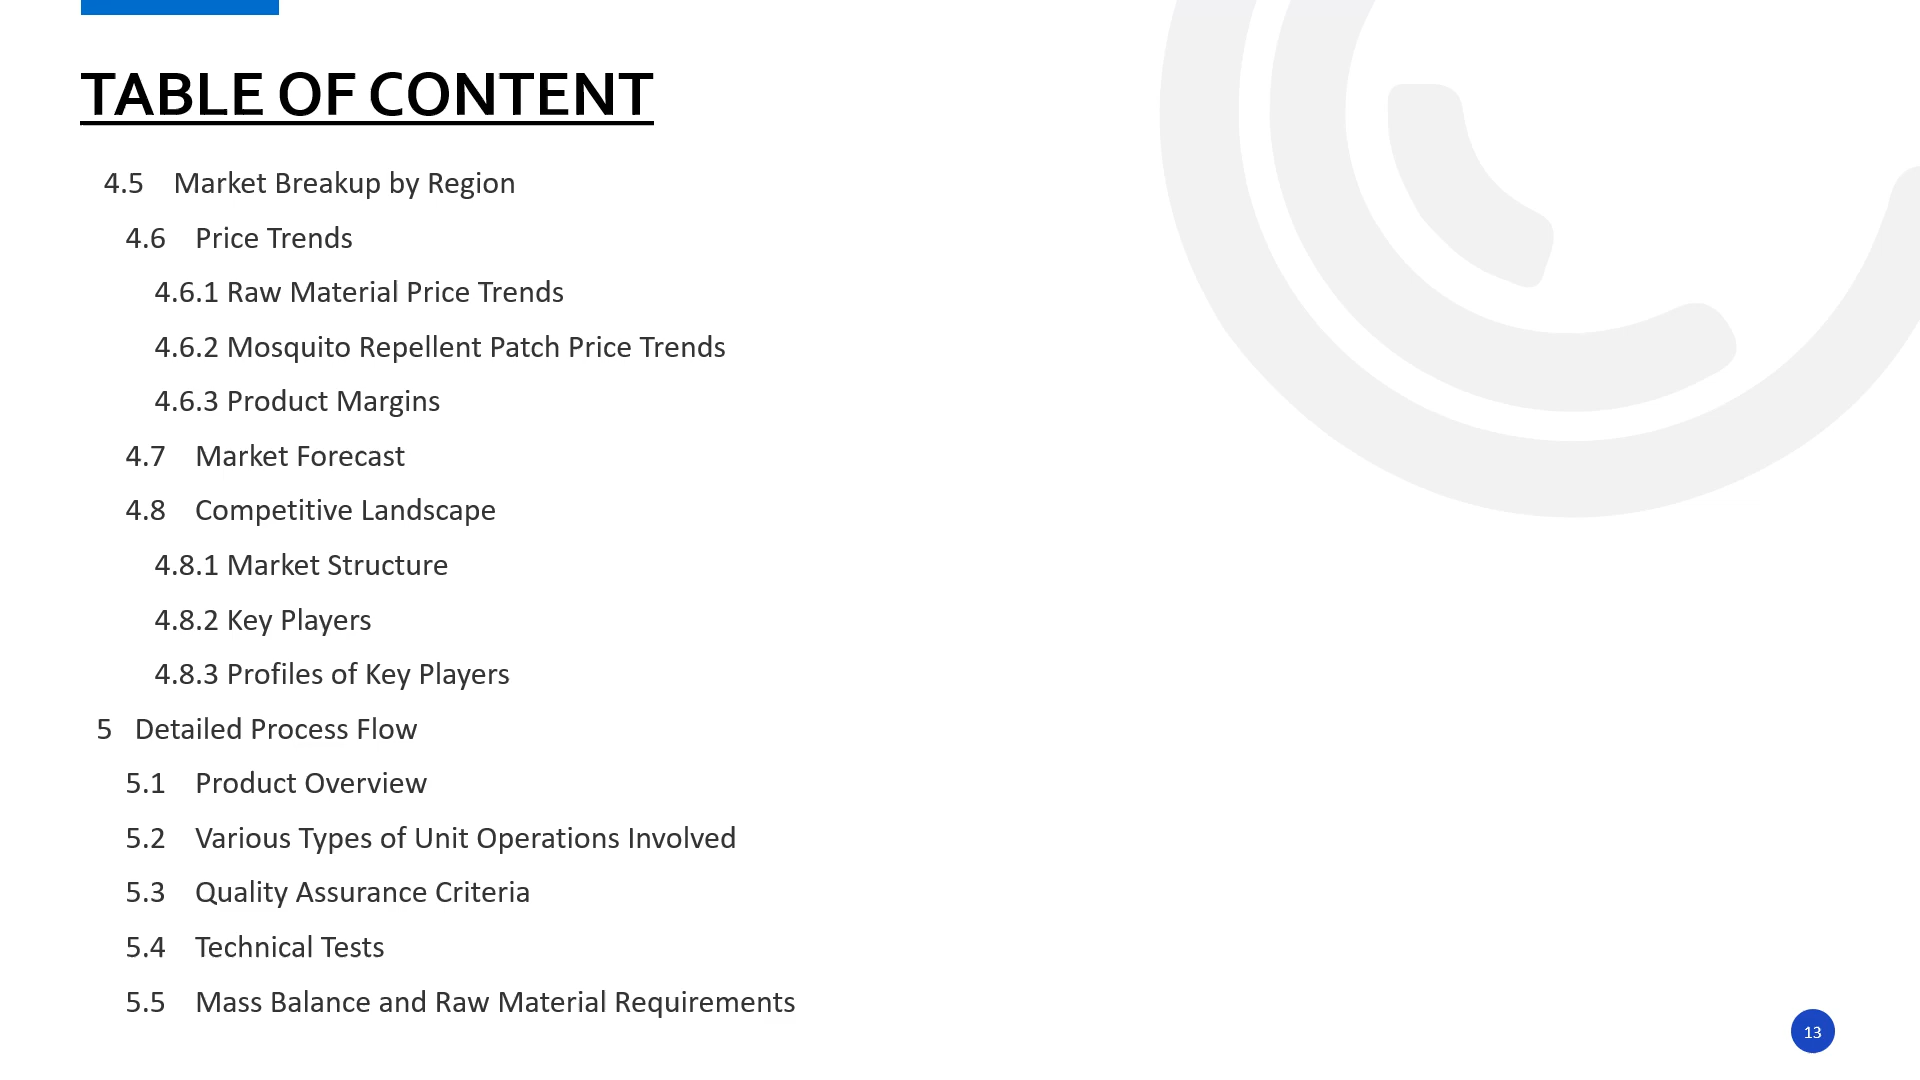 TABLE OF CONTENT
4.5 Market Breakup by Region
4.6 Price Trends
4.6.1 Raw Material Price Trends
4.6.2 Mosquito Repellent Patch Price Trends
4.6.3 Product Margins
4.7 Market Forecast
4.8 Competitive Landscape
4.8.1 Market Structure
4.8.2 Key Players
4.8.3 Profiles of Key Players
5 Detailed Process Flow
5.1 Product Overview
5.2 Various Types of Unit Operations Involved
5.3 Quality Assurance Criteria
5.4 Technical Tests
5.5 Mass Balance and Raw Material Requirements
13